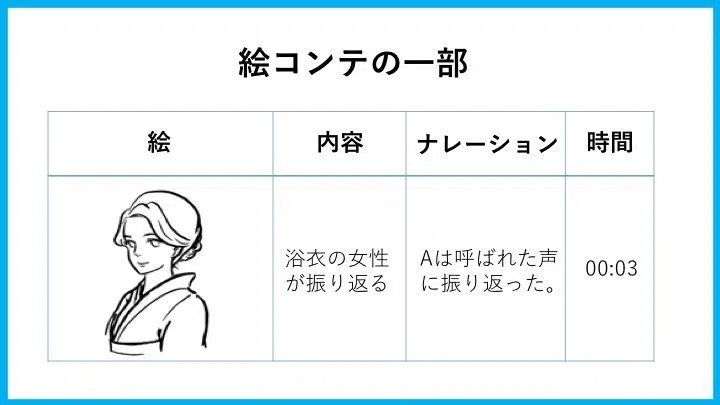 絵コンテの一部
絵
内容
ナレーション
時間
浴衣の女性
が振り返る
Aは呼ばれた声
に振り返った。
00:03